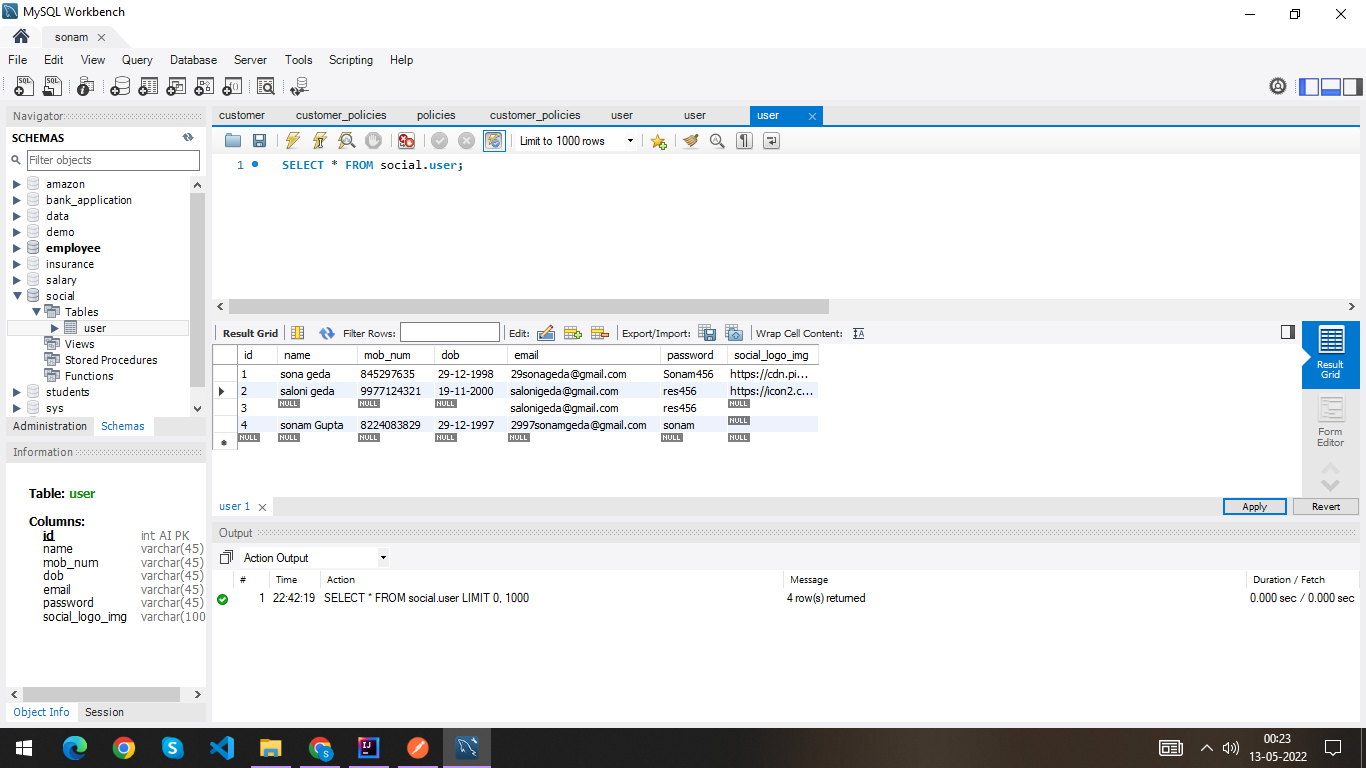 MySQL Workbench
sonam
File Edit View Query Database Server Tools Scripting Help
Navigator
SCHEMAS
Filter objects
amazon
bank_application
data
demo
employee
insurance
salary
social
Tables
user
Views
Stored Procedures
Functions
students
sys
Administration Schemas
Information
Table: user
Columns:
id int AI PK
name varchar(45)
mob_num varchar(45)
dob varchar(45)
email varchar(45)
password varchar(45)
social_logo_img varchar(100
Object Info Session
customer customer_policies policies customer_policies user user user
Limit to 1000 rows
1 SELECT * FROM social.user;
Result Grid Filter Rows: Edit: Export/Import: Wrap Cell Content:
id name mob_num dob email password social_logo_img
1 sona geda 845297635 29-12-1998 29sonageda@gmail.com Sonam456 https://cdn.pi...
2 saloni geda 9977124321 19-11-2000 salonigeda@gmail.com res456 https://icon2.c...
3 NULL NULL NULL salonigeda@gmail.com res456 NULL
4 sonam Gupta 8224083829 29-12-1997 2997sonamgeda@gmail.com sonam NULL
NULL NULL NULL NULL NULL NULL NULL
Result
Grid
Form
Editor
user 1 Apply Revert
Output
Action Output
# Time Action Message Duration / Fetch
1 22:42:19 SELECT * FROM social.user LIMIT 0, 1000 4 row(s) returned 0.000 sec / 0.000 sec
00:23
13-05-2022